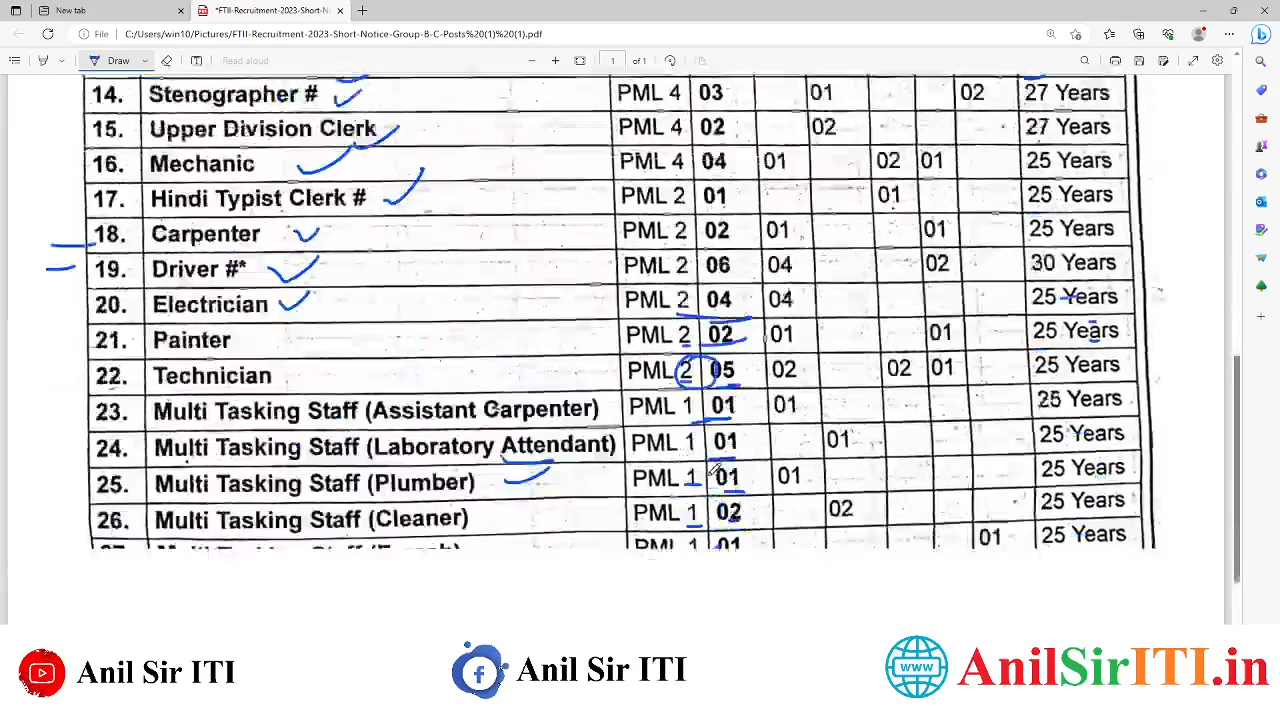 New tab
*FTII-Recruitment-2023-Short-Notic
File C:/Users/win10/Pictures/FTII-Recruitment-2023-Short-Notice-Group-B-C-Posts%20(1)%20(1).pdf
Draw Read aloud 1 of 1
14. Stenographer # PML 4 03 01 02 27 Years
15. Upper Division Clerk PML 4 02 02 27 Years
16. Mechanic PML 4 04 01 02 01 25 Years
17. Hindi Typist Clerk # PML 2 01 01 25 Years
18. Carpenter PML 2 02 01 01 25 Years
19. Driver #* PML 2 06 04 02 30 Years
20. Electrician PML 2 04 04 25 Years
21. Painter PML 2 02 01 01 25 Years
22. Technician PML 2 05 02 02 01 25 Years
23. Multi Tasking Staff (Assistant Carpenter) PML 1 01 01 25 Years
24. Multi Tasking Staff (Laboratory Attendant) PML 1 01 01 25 Years
25. Multi Tasking Staff (Plumber) PML 1 01 01 25 Years
26. Multi Tasking Staff (Cleaner) PML 1 02 02 25 Years
PML 1 01 01 25 Years
Anil Sir ITI
Anil Sir ITI
www
AnilSirITI.in